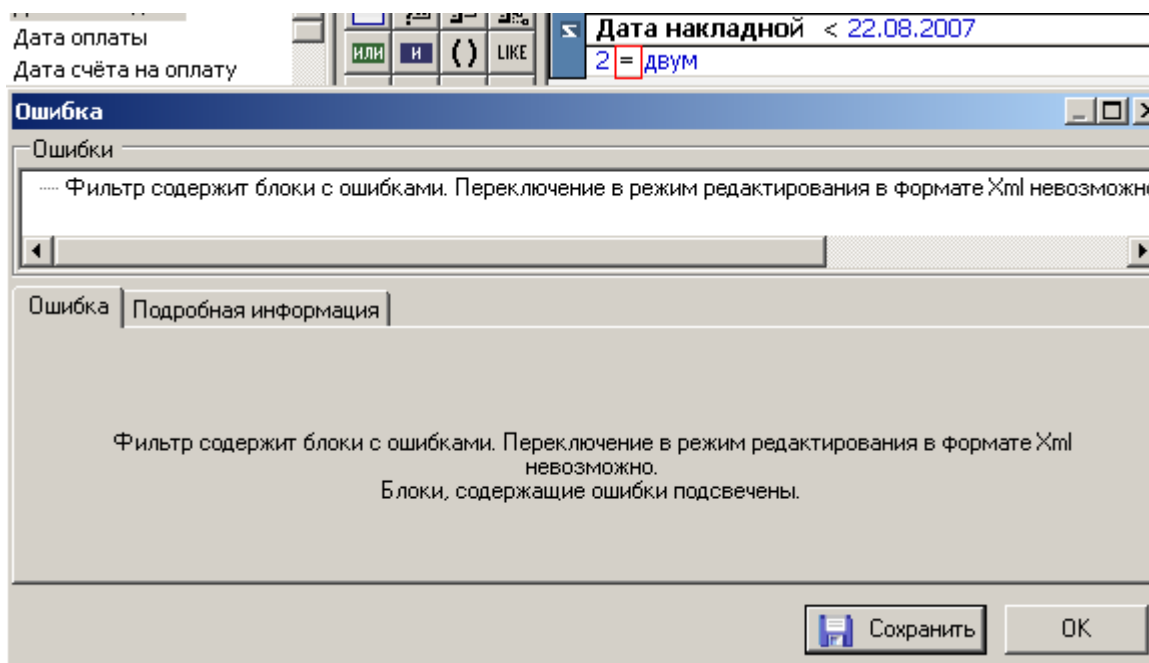 Дата оплаты
Дата счёта на оплату
ИЛИ И ( ) LIKE
И
Дата накладной < 22.08.2007
2 = двум
Ошибка
Ошибки
Фильтр содержит блоки с ошибками. Переключение в режим редактирования в формате Xml невозможно
Ошибка
Подробная информация
Фильтр содержит блоки с ошибками. Переключение в режим редактирования в формате Xml
невозможно.
Блоки, содержащие ошибки подсвечены.
Сохранить
OK